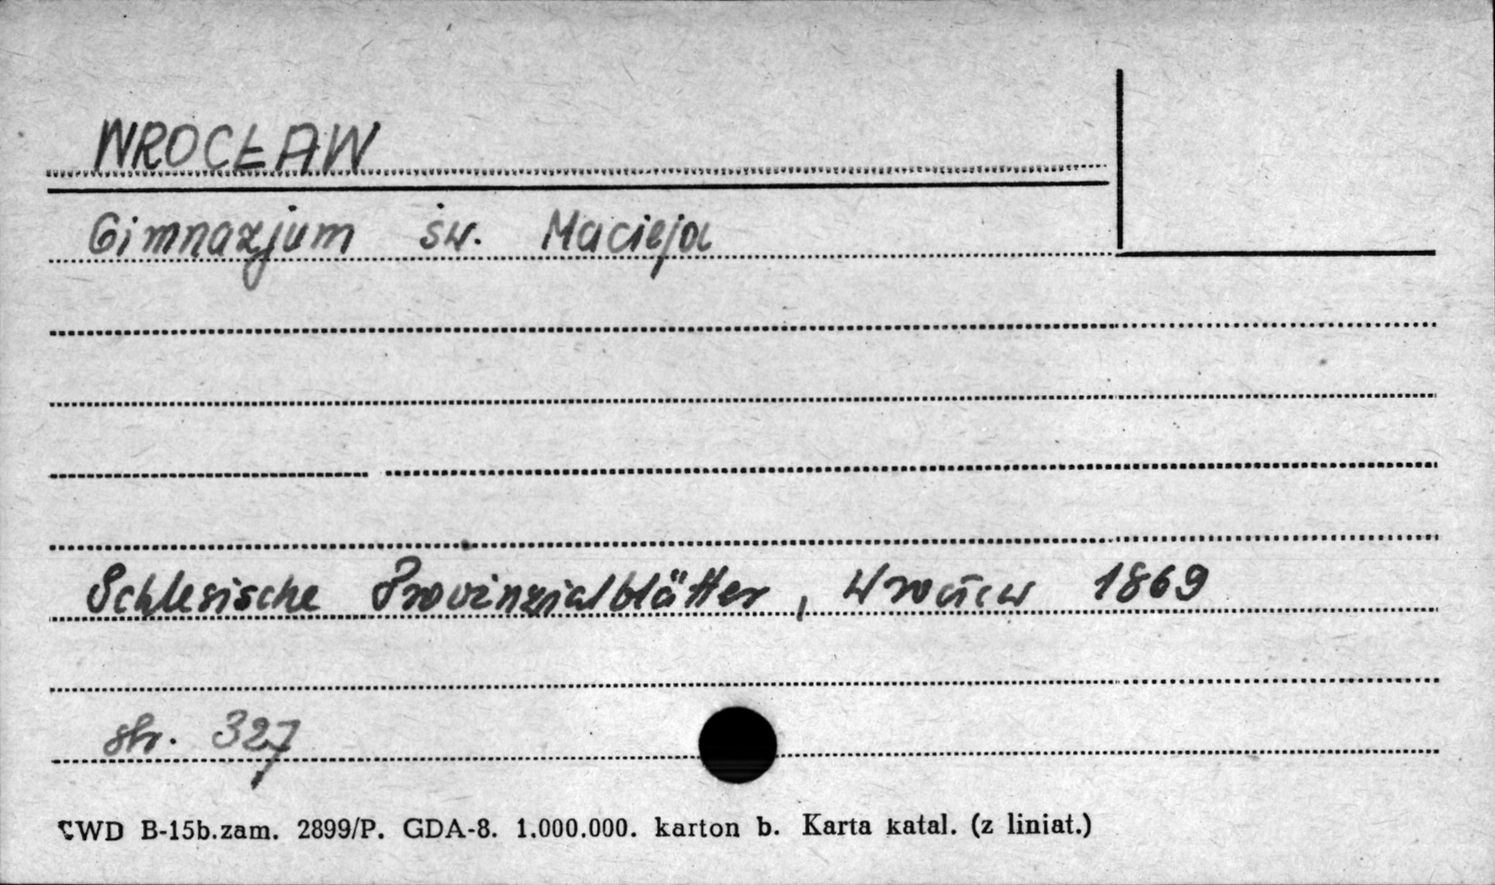 WROCŁAW
Gimnazjum św. Macieja
Schlesische Provinzialblätter, Wrocław 1869
str. 327
CWD B-15b.zam. 2899/P. GDA-8. 1.000.000. karton b. Karta katal. (z liniat.)